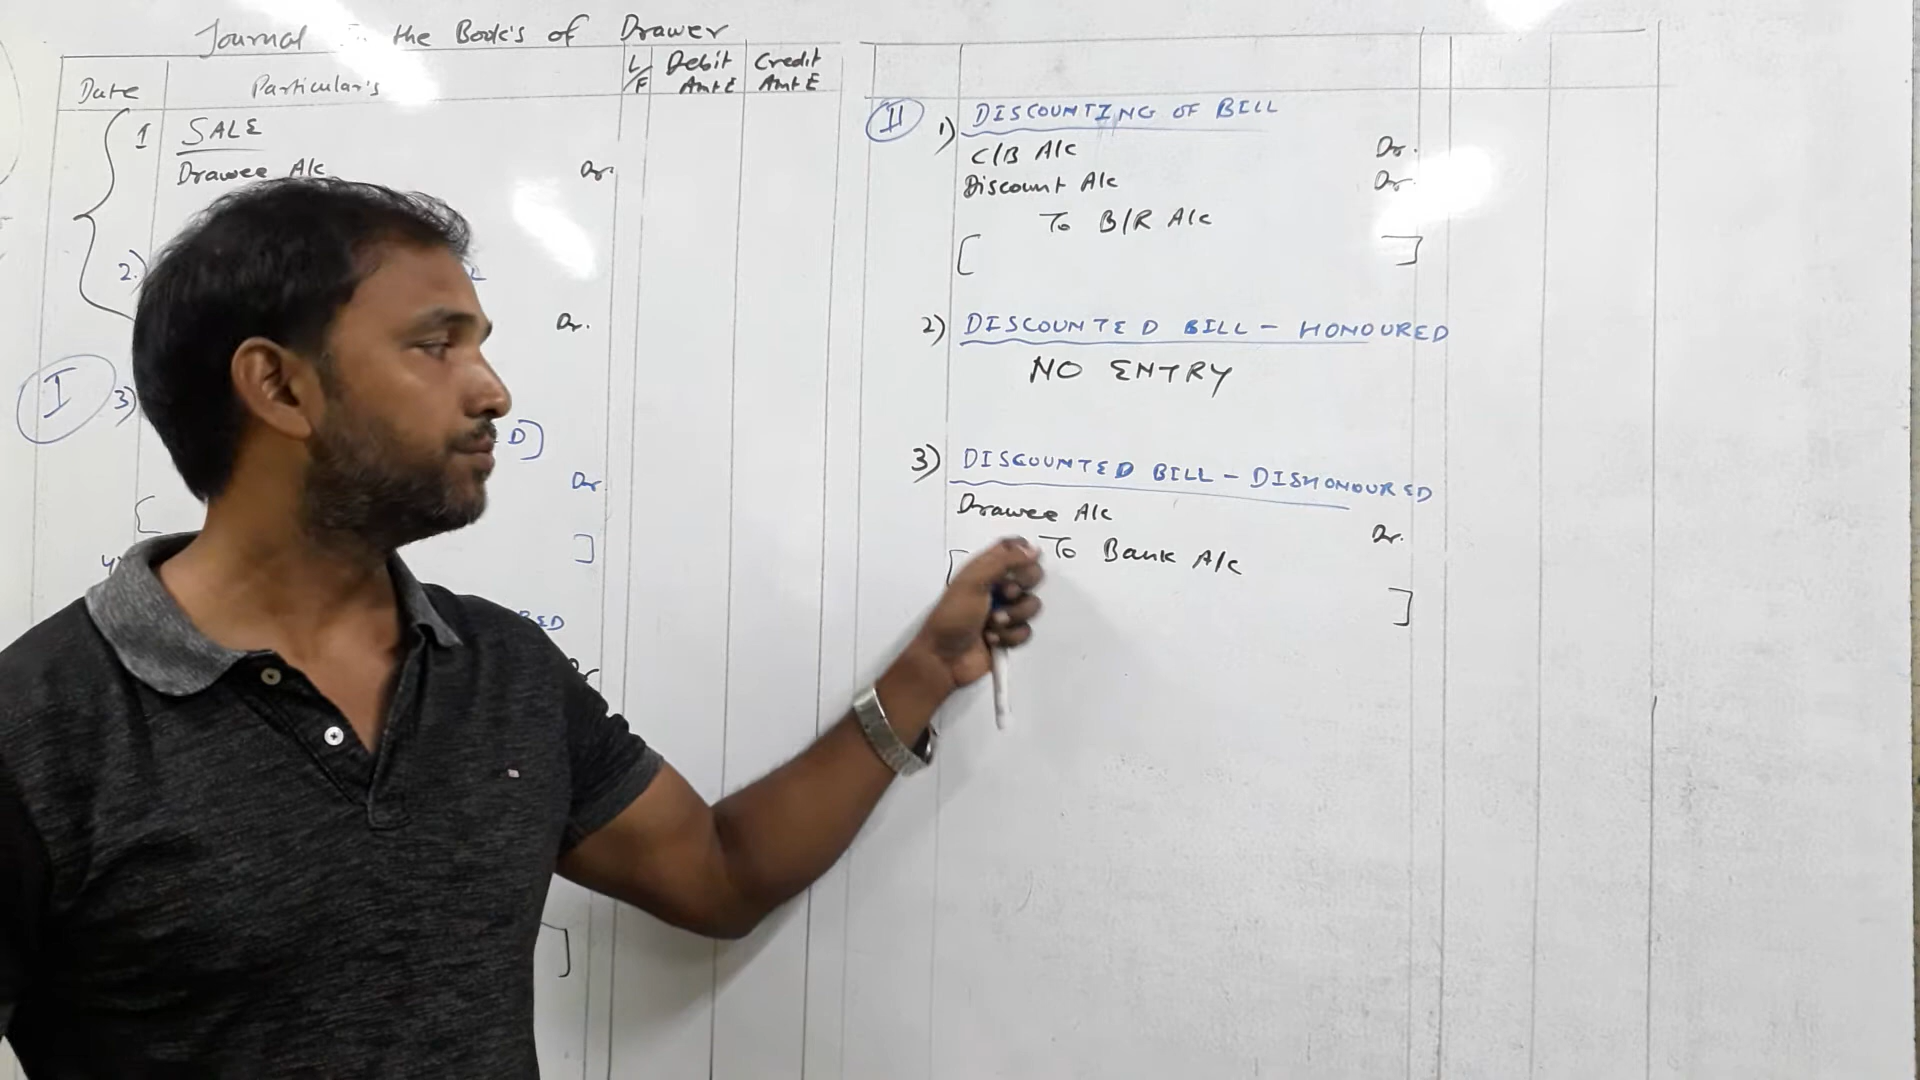 Journal In the Book's of Drawer
Date Particular's L/F Debit Amt ₹ Credit Amt ₹
1 SALE
Drawee A/c Dr.
2.)
Dr.
I 3)
D]
Dr.
[ ]
Dr
]
II 1) DISCOUNTING OF BILL
C/B A/c Dr.
Discount A/c Dr.
To B/R A/c
[ ]
2) DISCOUNTED BILL - HONOURED
NO ENTRY
3) DISCOUNTED BILL - DISHONOURED
Drawee A/c Dr.
To Bank A/c
[ ]